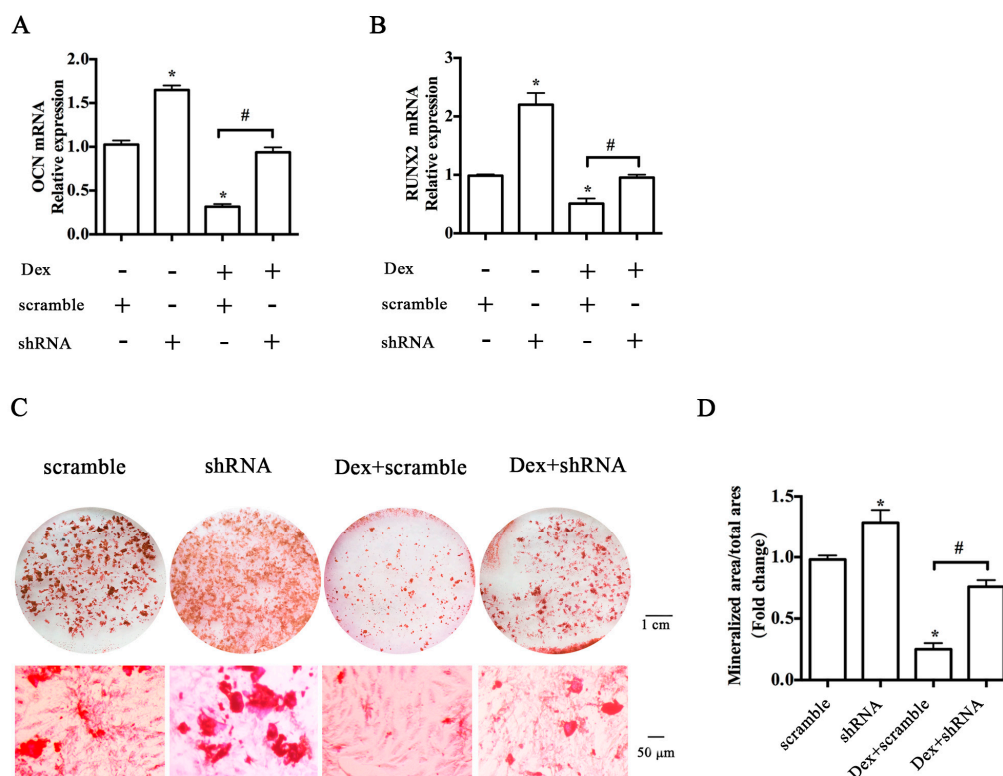 A
OCN mRNA
Relative expression
2.0
1.5
1.0
0.5
0.0
*
*
#
Dex - - + +
scramble + - + -
shRNA - + - +
B
RUNX2 mRNA
Relative expression
3
2
1
0
*
*
#
Dex - - + +
scramble + - + -
shRNA - + - +
C
scramble shRNA Dex+scramble Dex+shRNA
1 cm
50 μm
D
Mineralized area/total ares
(Fold change)
1.5
1.0
0.5
0.0
*
*
#
scramble
shRNA
Dex+scramble
Dex+shRNA